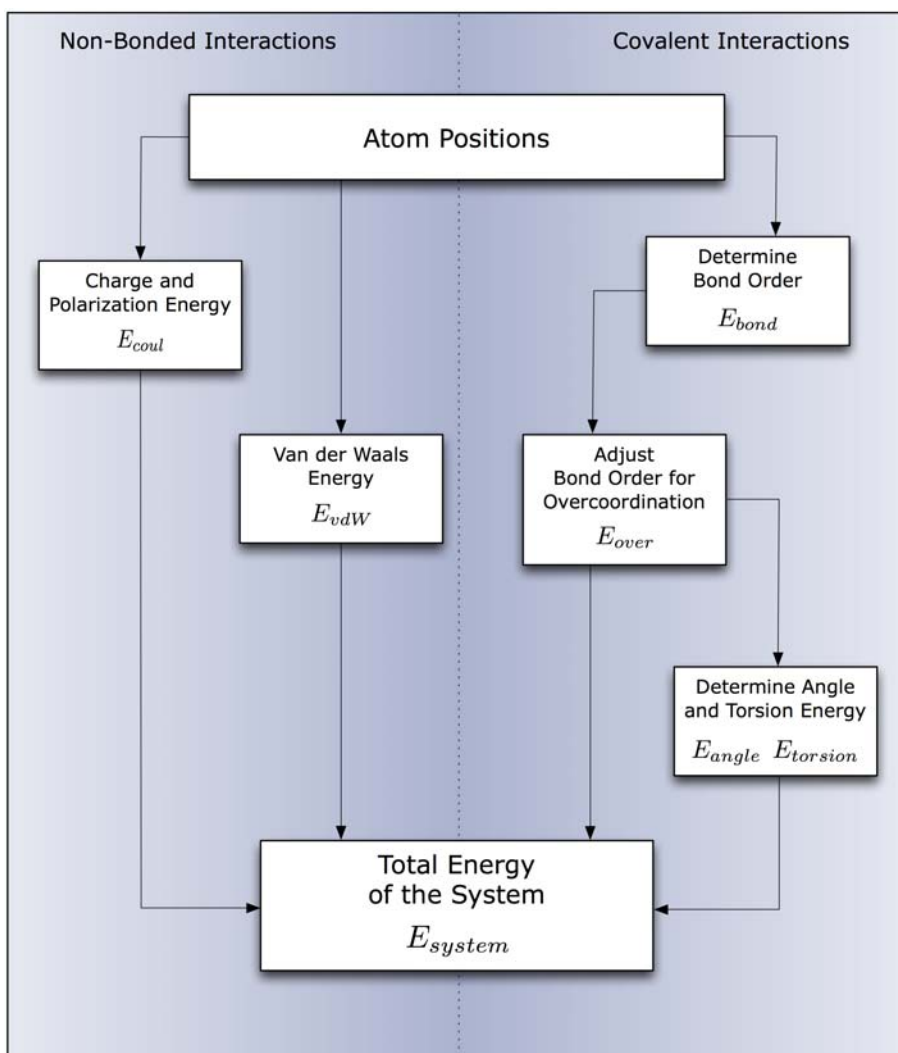 Non-Bonded Interactions
Covalent Interactions
Atom Positions
Charge and
Polarization Energy
E_coul
Determine
Bond Order
E_bond
Van der Waals
Energy
E_vdW
Adjust
Bond Order for
Overcoordination
E_over
Determine Angle
and Torsion Energy
E_angle E_torsion
Total Energy
of the System
E_system